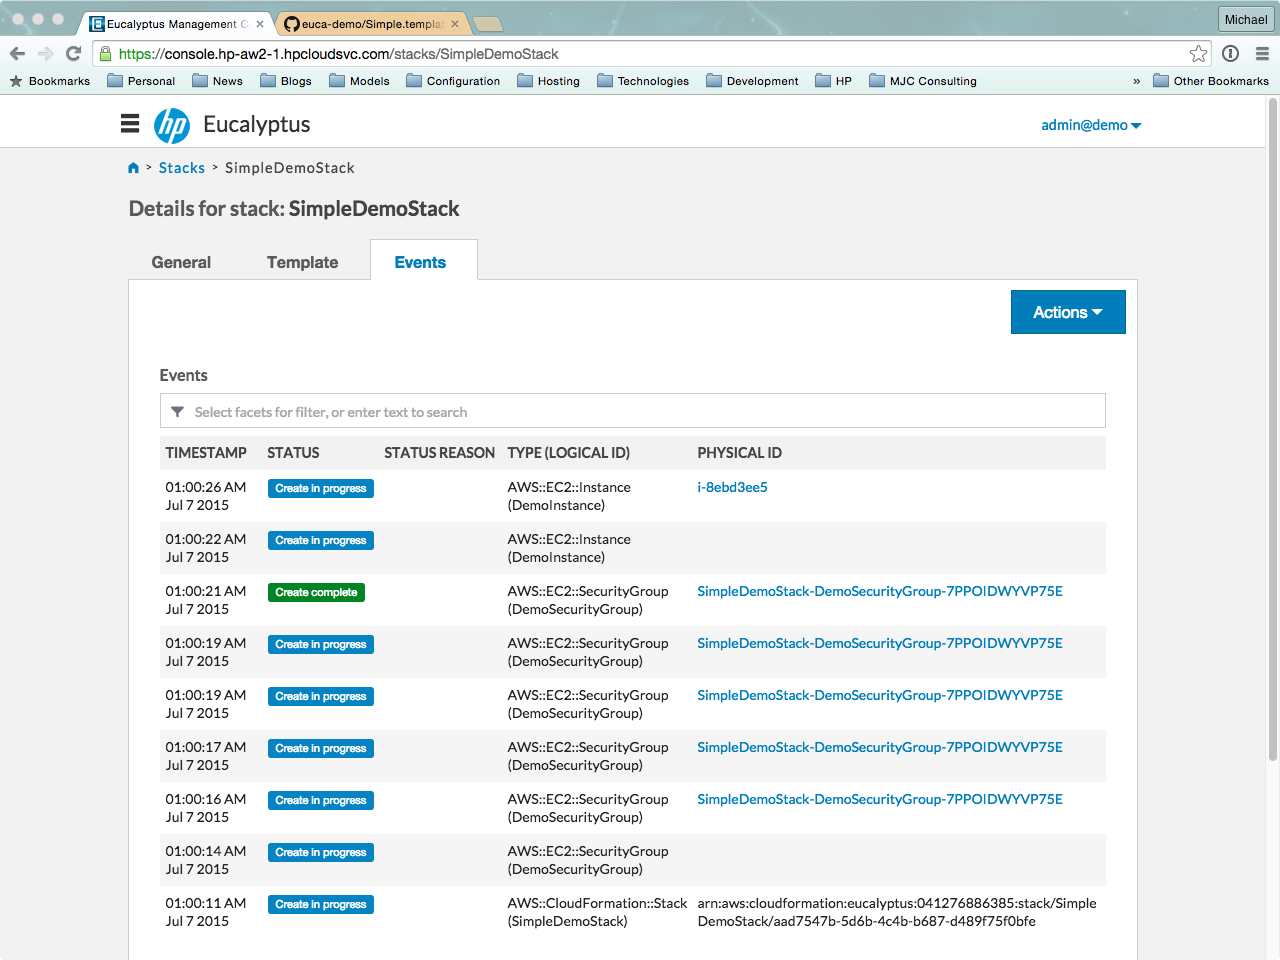 Eucalyptus Management C
euca-demo/Simple.templat
Michael
https://console.hp-aw2-1.hpcloudsvc.com/stacks/SimpleDemoStack
Bookmarks Personal News Blogs Models Configuration Hosting Technologies Development HP MJC Consulting » Other Bookmarks
hp Eucalyptus admin@demo
> Stacks > SimpleDemoStack
Details for stack: SimpleDemoStack
General Template Events
Actions
Events
Select facets for filter, or enter text to search
TIMESTAMP STATUS STATUS REASON TYPE (LOGICAL ID) PHYSICAL ID
01:00:26 AM Create in progress AWS::EC2::Instance i-8ebd3ee5
Jul 7 2015 (DemoInstance)
01:00:22 AM Create in progress AWS::EC2::Instance
Jul 7 2015 (DemoInstance)
01:00:21 AM Create complete AWS::EC2::SecurityGroup SimpleDemoStack-DemoSecurityGroup-7PPOIDWYVP75E
Jul 7 2015 (DemoSecurityGroup)
01:00:19 AM Create in progress AWS::EC2::SecurityGroup SimpleDemoStack-DemoSecurityGroup-7PPOIDWYVP75E
Jul 7 2015 (DemoSecurityGroup)
01:00:19 AM Create in progress AWS::EC2::SecurityGroup SimpleDemoStack-DemoSecurityGroup-7PPOIDWYVP75E
Jul 7 2015 (DemoSecurityGroup)
01:00:17 AM Create in progress AWS::EC2::SecurityGroup SimpleDemoStack-DemoSecurityGroup-7PPOIDWYVP75E
Jul 7 2015 (DemoSecurityGroup)
01:00:16 AM Create in progress AWS::EC2::SecurityGroup SimpleDemoStack-DemoSecurityGroup-7PPOIDWYVP75E
Jul 7 2015 (DemoSecurityGroup)
01:00:14 AM Create in progress AWS::EC2::SecurityGroup
Jul 7 2015 (DemoSecurityGroup)
01:00:11 AM Create in progress AWS::CloudFormation::Stack arn:aws:cloudformation:eucalyptus:041276886385:stack/Simple
Jul 7 2015 (SimpleDemoStack) DemoStack/aad7547b-5d6b-4c4b-b687-d489f75f0bfe